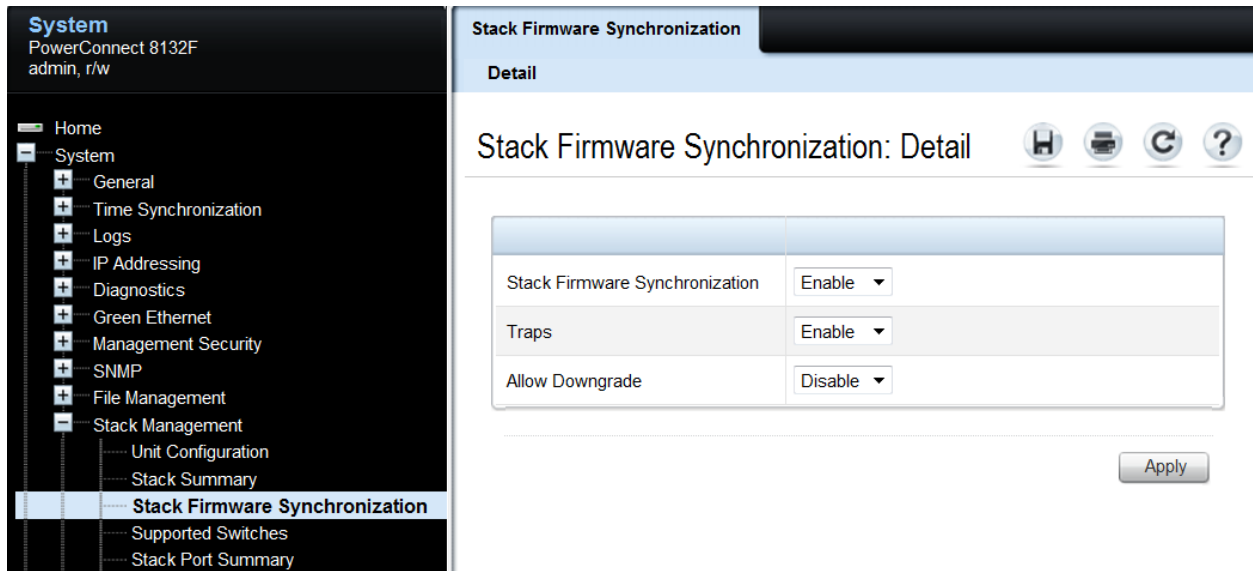 System
PowerConnect 8132F
admin, r/w
Home
System
General
Time Synchronization
Logs
IP Addressing
Diagnostics
Green Ethernet
Management Security
SNMP
File Management
Stack Management
Unit Configuration
Stack Summary
Stack Firmware Synchronization
Supported Switches
Stack Port Summary
Stack Firmware Synchronization
Detail
Stack Firmware Synchronization: Detail
Stack Firmware Synchronization Enable
Traps Enable
Allow Downgrade Disable
Apply